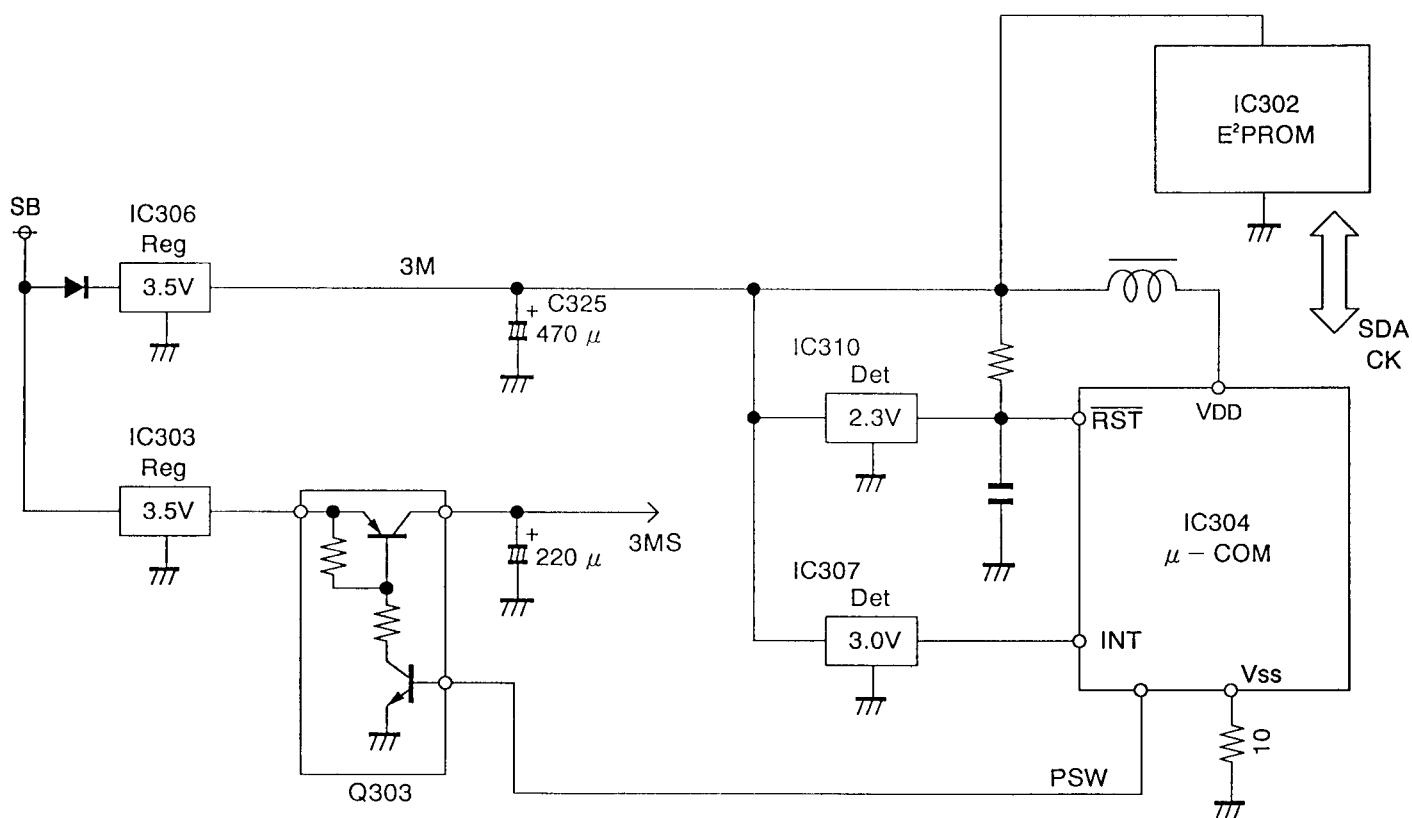 IC302
E²PROM
SB
IC306
Reg
3.5V
3M
+
C325
470 μ
SDA
CK
IC310
Det
2.3V
RST
VDD
IC303
Reg
3.5V
+
220 μ
3MS
IC304
μ – COM
IC307
Det
3.0V
INT
Vss
10
PSW
Q303